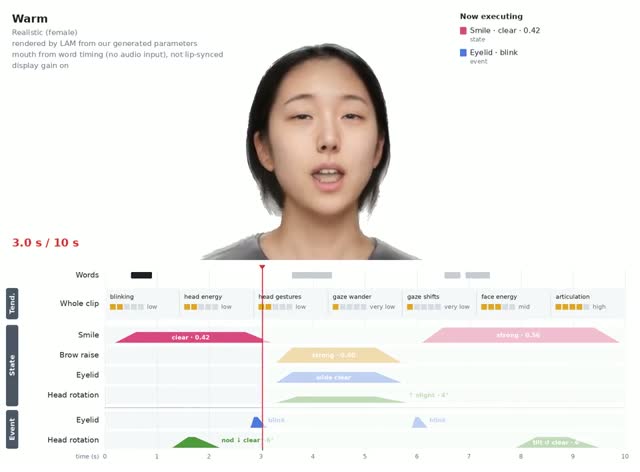 Warm
Realistic (female)
rendered by LAM from our generated parameters
mouth from word timing (no audio input), not lip-synced
display gain on
Now executing
Smile · clear · 0.42
state
Eyelid · blink
event
3.0 s / 10 s
Words
Tend.
Whole clip
blinking
low
head energy
low
head gestures
low
gaze wander
very low
gaze shifts
very low
face energy
mid
articulation
high
State
Smile
clear · 0.42
strong · 0.56
Brow raise
strong · 0.40
Eyelid
wide clear
Head rotation
↑ slight · 4°
Event
Eyelid
blink
blink
Head rotation
nod ↓ clear · 6°
time (s)
0 1 2 3 4 5 6 7 8 9 10